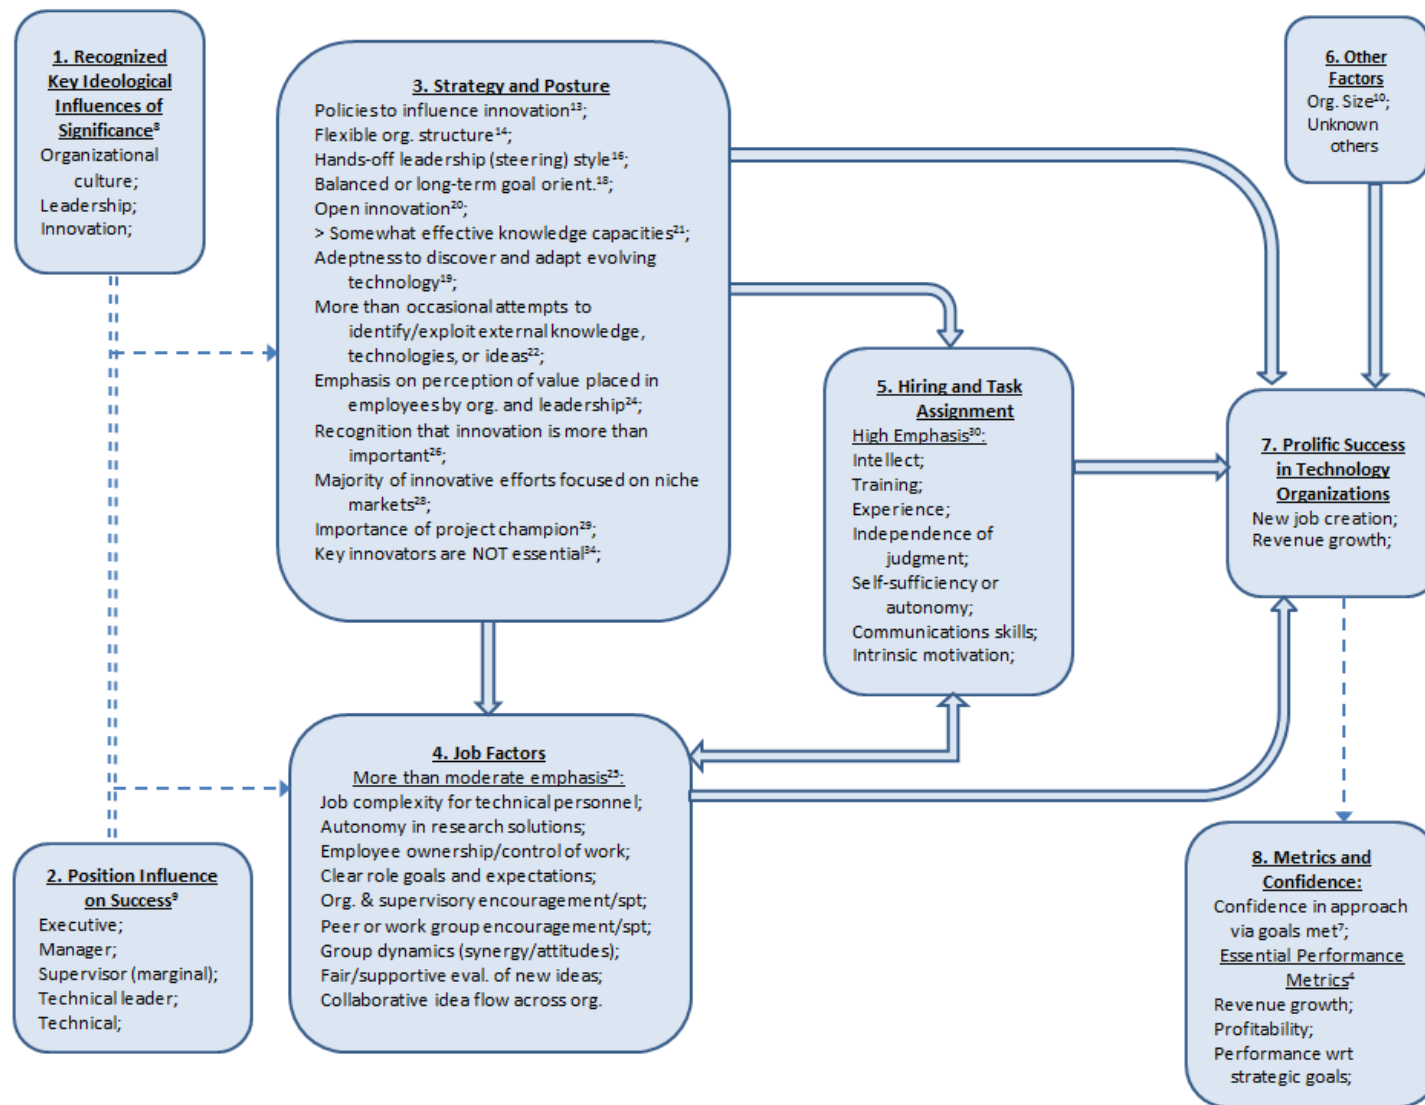 1. Recognized
Key Ideological
Influences of
Significance⁸
Organizational
culture;
Leadership;
Innovation;
3. Strategy and Posture
Policies to influence innovation¹³;
Flexible org. structure¹⁴;
Hands-off leadership (steering) style¹⁶;
Balanced or long-term goal orient.¹⁸;
Open innovation²⁰;
> Somewhat effective knowledge capacities²¹;
Adeptness to discover and adapt evolving
technology¹⁹;
More than occasional attempts to
identify/exploit external knowledge,
technologies, or ideas²²;
Emphasis on perception of value placed in
employees by org. and leadership²⁴;
Recognition that innovation is more than
important²⁶;
Majority of innovative efforts focused on niche
markets²⁸;
Importance of project champion²⁹;
Key innovators are NOT essential³⁴;
6. Other
Factors
Org. Size¹⁰;
Unknown
others
5. Hiring and Task
Assignment
High Emphasis³⁰:
Intellect;
Training;
Experience;
Independence of
judgment;
Self-sufficiency or
autonomy;
Communications skills;
Intrinsic motivation;
7. Prolific Success
in Technology
Organizations
New job creation;
Revenue growth;
2. Position Influence
on Success⁹
Executive;
Manager;
Supervisor (marginal);
Technical leader;
Technical;
4. Job Factors
More than moderate emphasis²⁵:
Job complexity for technical personnel;
Autonomy in research solutions;
Employee ownership/control of work;
Clear role goals and expectations;
Org. & supervisory encouragement/spt;
Peer or work group encouragement/spt;
Group dynamics (synergy/attitudes);
Fair/supportive eval. of new ideas;
Collaborative idea flow across org.
8. Metrics and
Confidence:
Confidence in approach
via goals met⁷;
Essential Performance
Metrics⁴
Revenue growth;
Profitability;
Performance wrt
strategic goals;